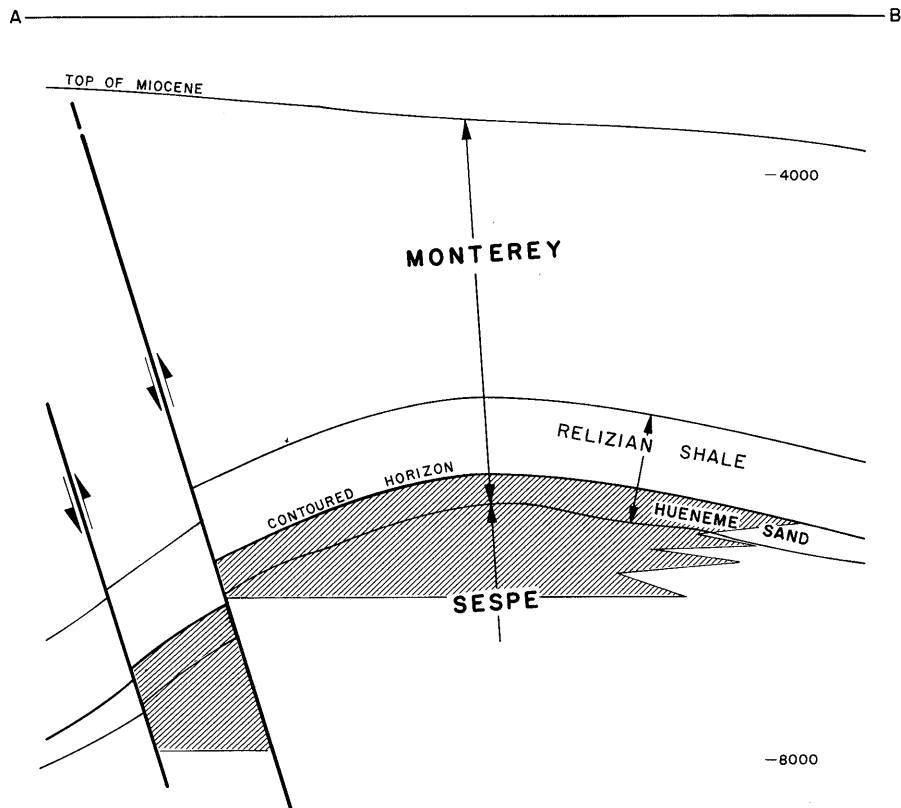 A B
TOP OF MIOCENE
—4000
MONTEREY
RELIZIAN SHALE
CONTOURED HORIZON
HUENEME SAND
SESPE
—8000